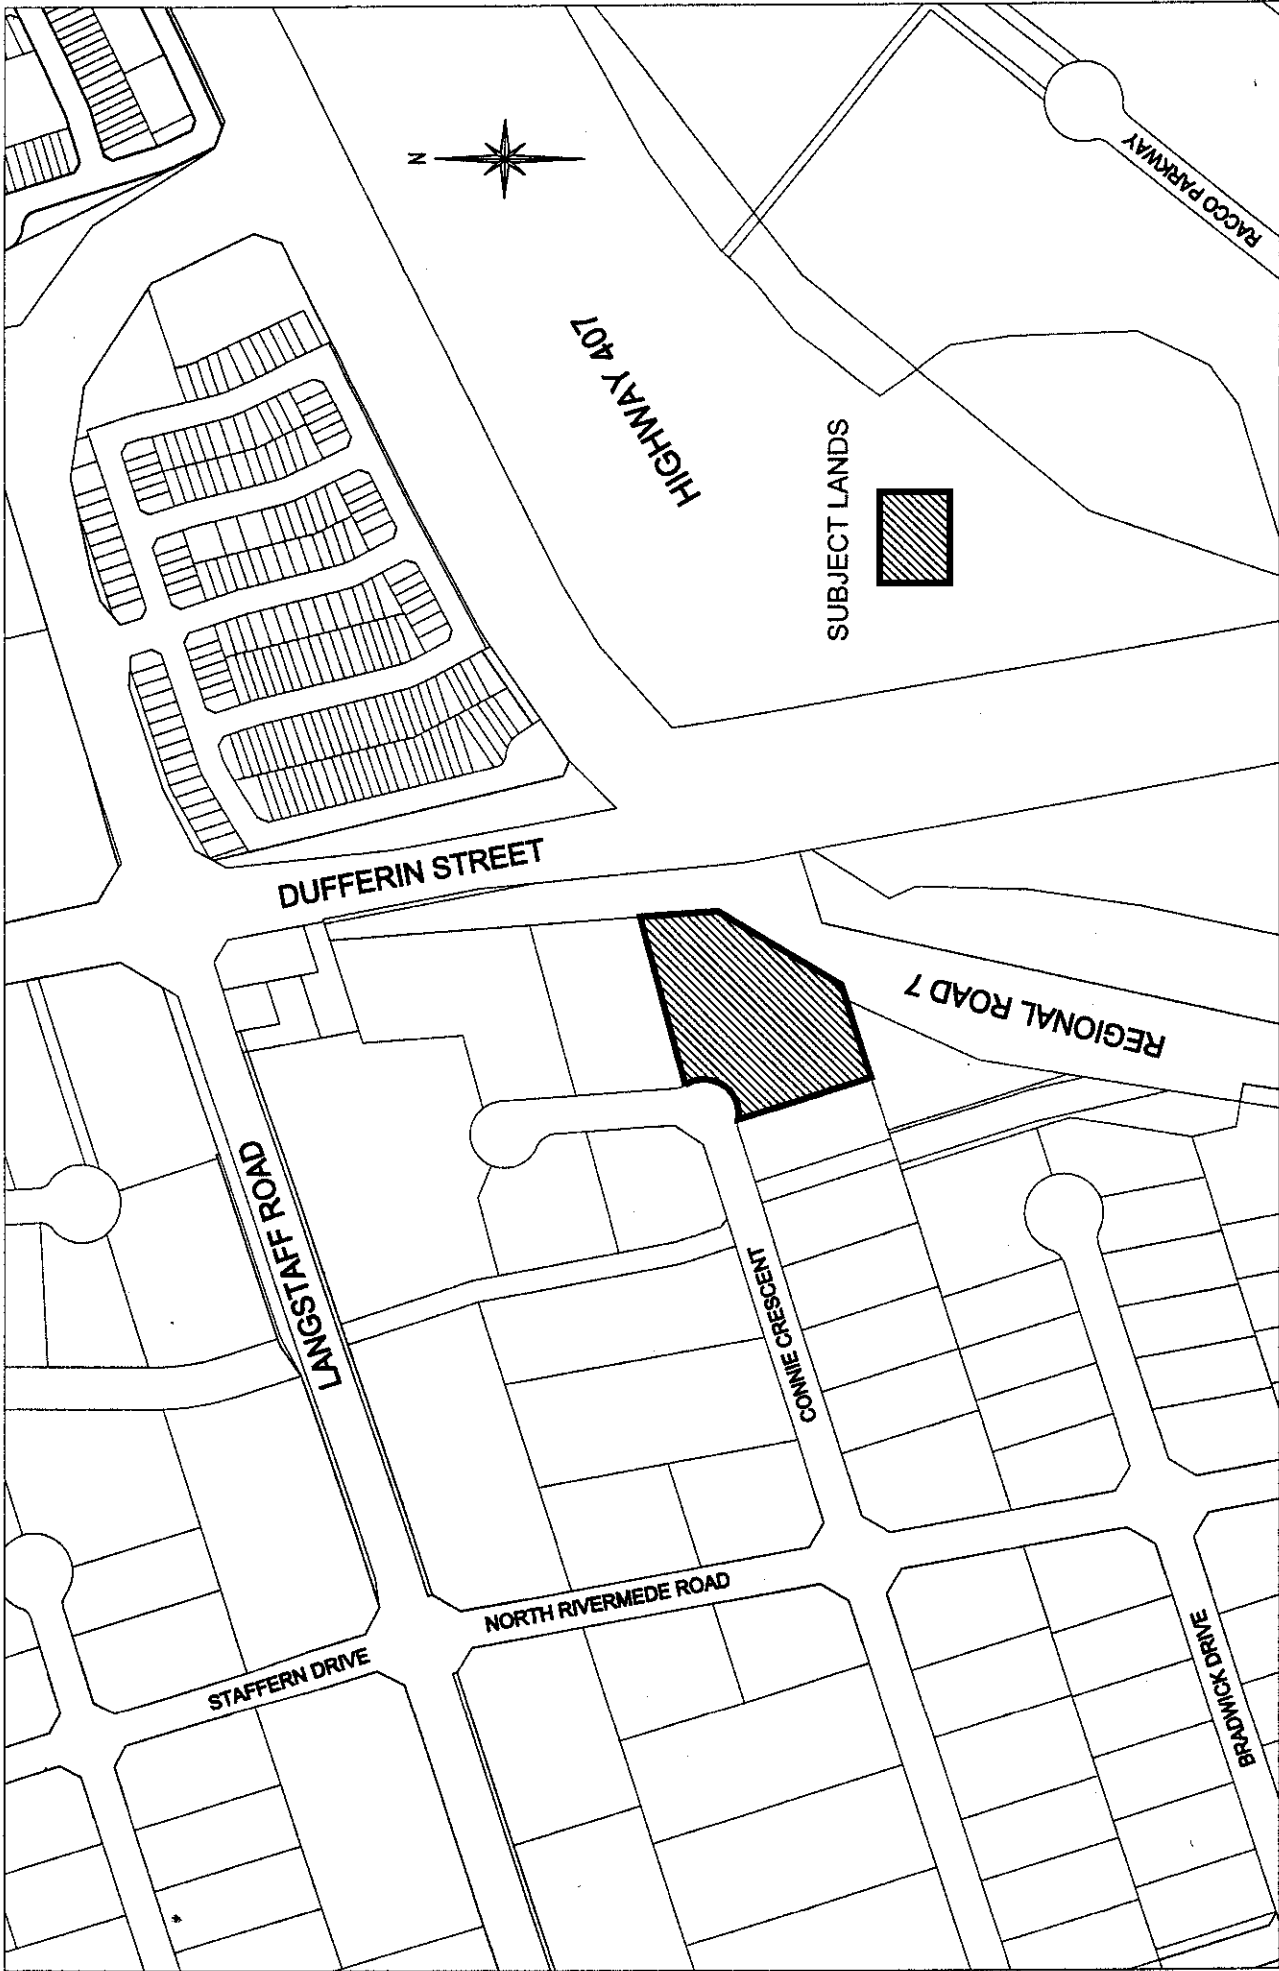 N
HIGHWAY 407
RACCO PARKWAY
SUBJECT LANDS
DUFFERIN STREET
REGIONAL ROAD 7
LANGSTAFF ROAD
CONNIE CRESCENT
NORTH RIVERMEDE ROAD
STAFFERN DRIVE
BRADWICK DRIVE